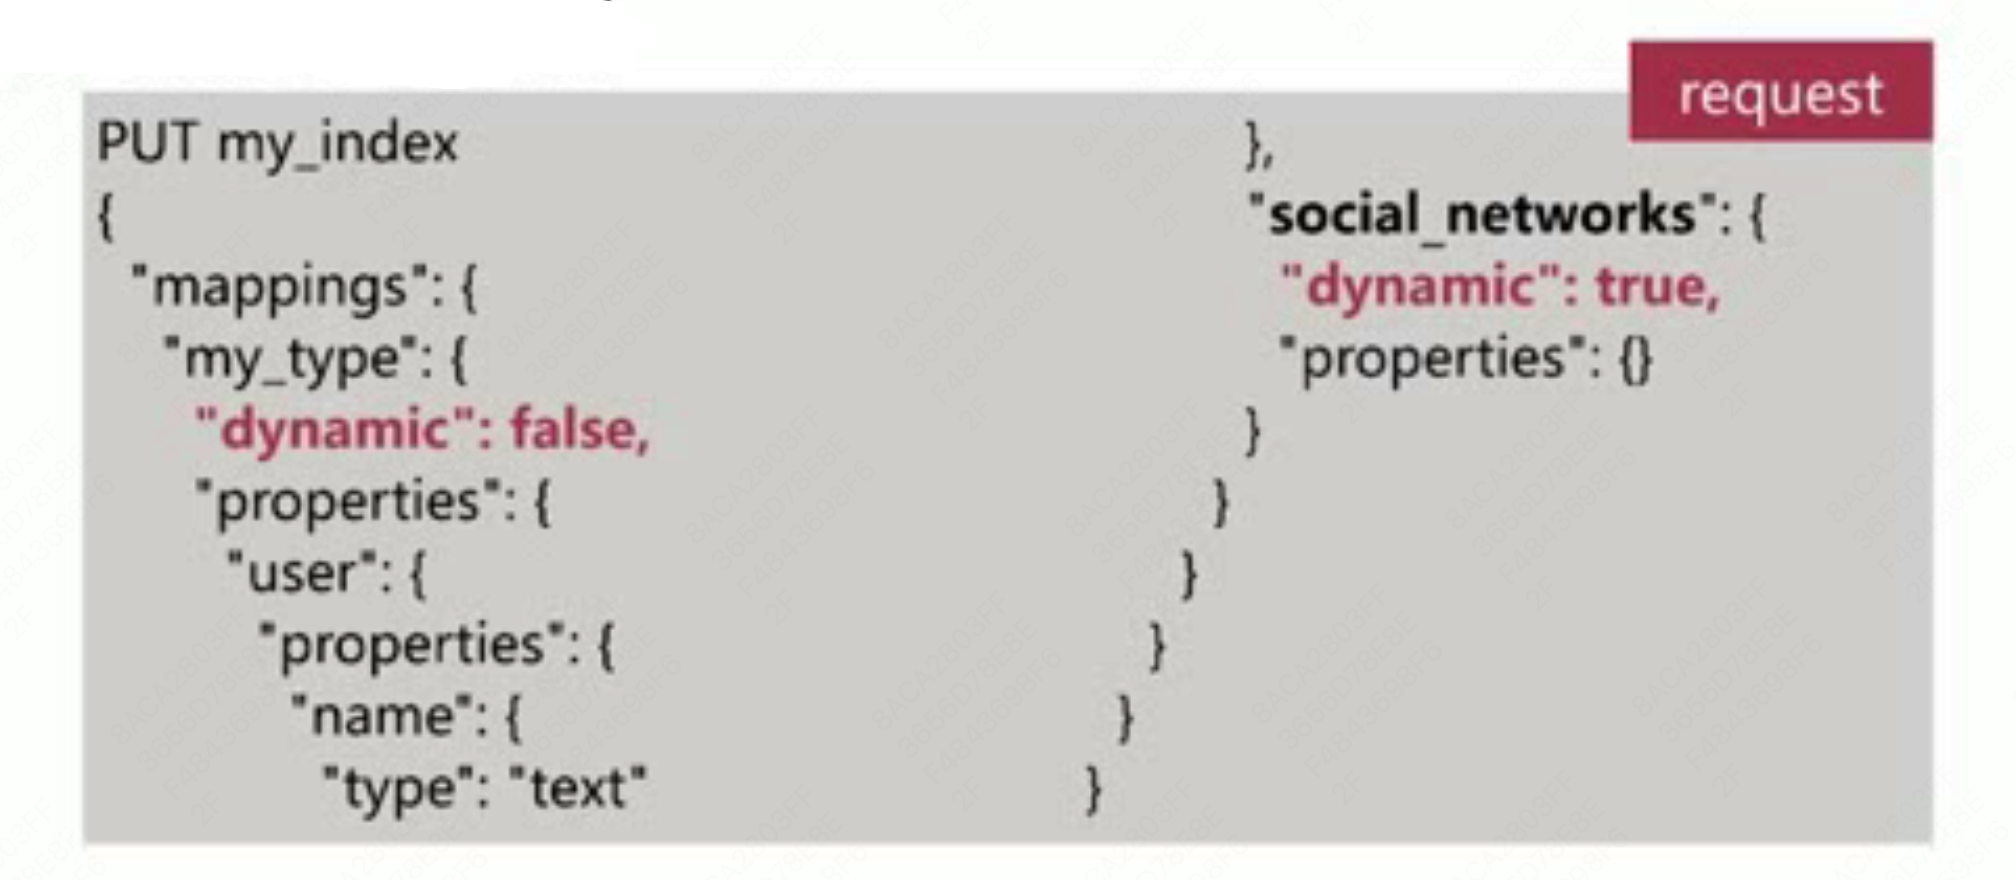 request
PUT my_index
{
"mappings": {
"my_type": {
"dynamic": false,
"properties": {
"user": {
"properties": {
"name": {
"type": "text"
},
"social_networks": {
"dynamic": true,
"properties": {}
}
}
}
}
}
}